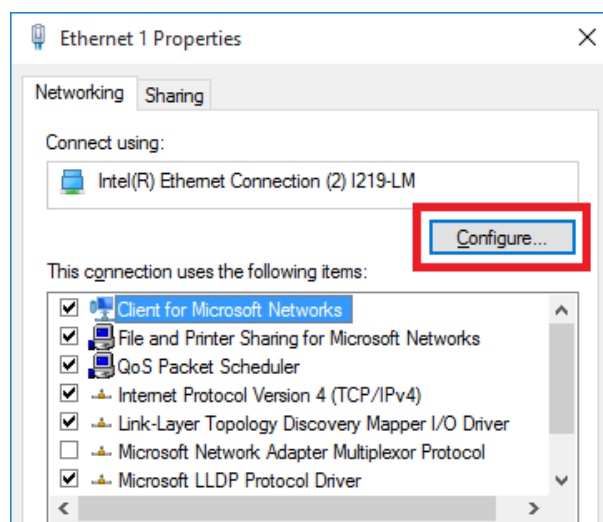 Ethernet 1 Properties
Networking Sharing
Connect using:
Intel(R) Ethernet Connection (2) I219-LM
Configure...
This connection uses the following items:
Client for Microsoft Networks
File and Printer Sharing for Microsoft Networks
QoS Packet Scheduler
Internet Protocol Version 4 (TCP/IPv4)
Link-Layer Topology Discovery Mapper I/O Driver
Microsoft Network Adapter Multiplexor Protocol
Microsoft LLDP Protocol Driver